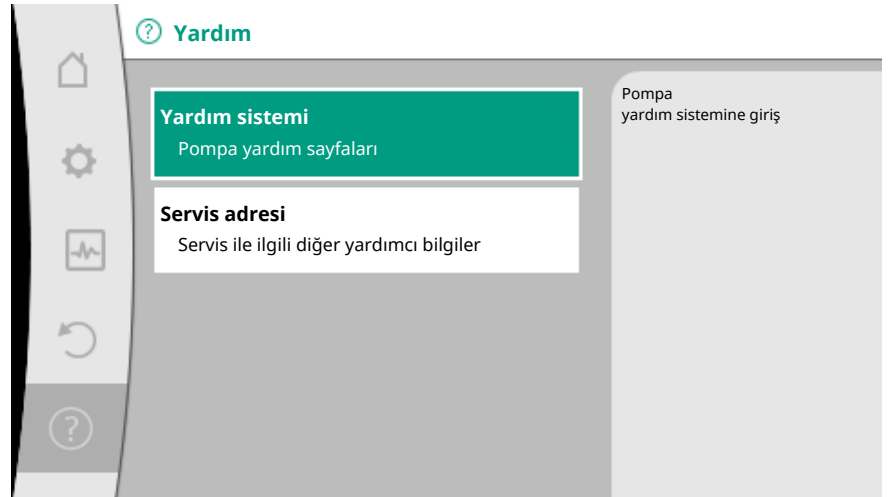 Yardım
Yardım sistemi
Pompa yardım sayfaları
Servis adresi
Servis ile ilgili diğer yardımcı bilgiler
Pompa
yardım sistemine giriş